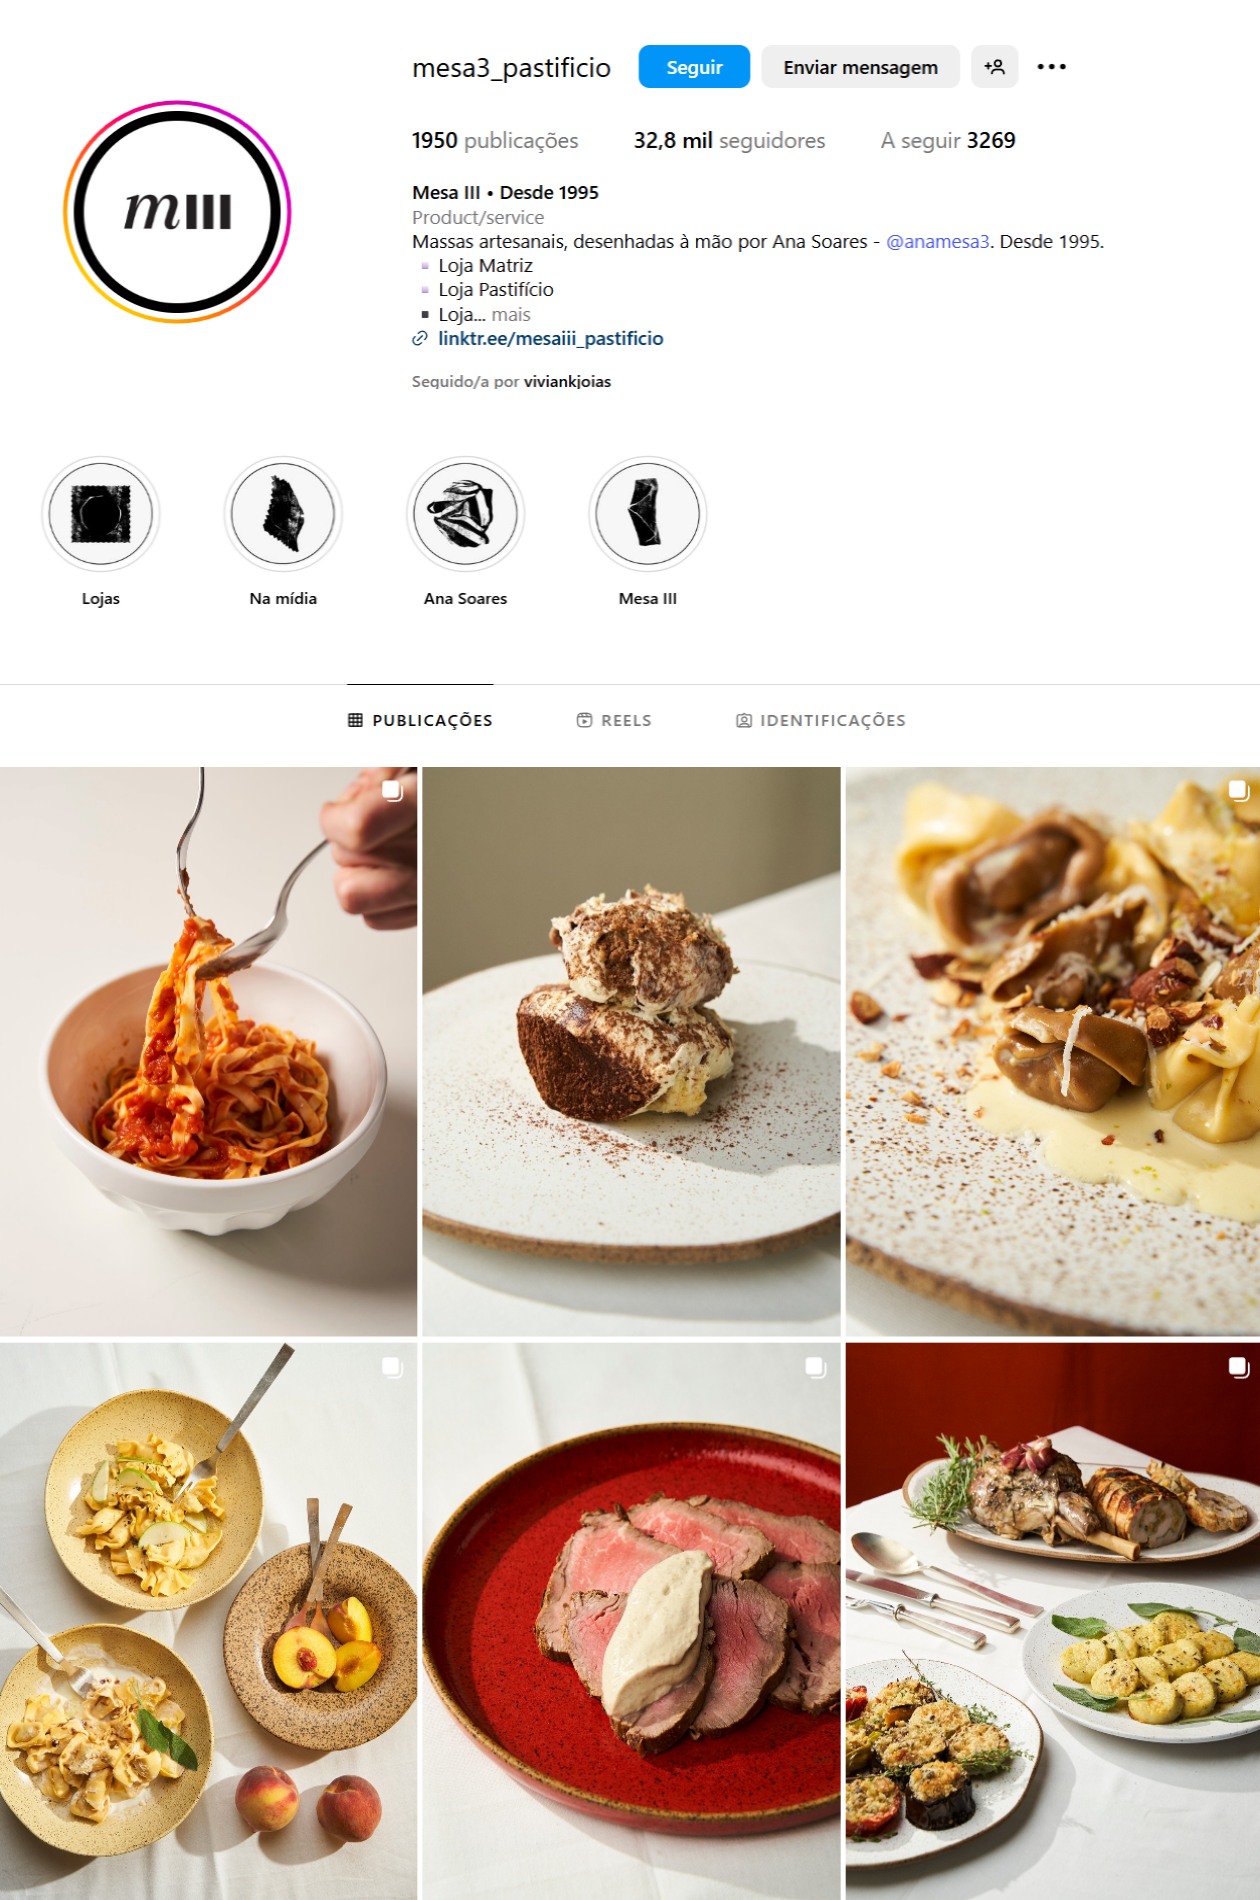 mesa3_pastificio Seguir Enviar mensagem
1950 publicações 32,8 mil seguidores A seguir 3269
mIII
Mesa III • Desde 1995
Product/service
Massas artesanais, desenhadas à mão por Ana Soares - @anamesa3. Desde 1995.
▫ Loja Matriz
▫ Loja Pastifício
▪ Loja... mais
linktr.ee/mesaiii_pastificio
Seguido/a por viviankjoias
Lojas Na mídia Ana Soares Mesa III
PUBLICAÇÕES REELS IDENTIFICAÇÕES